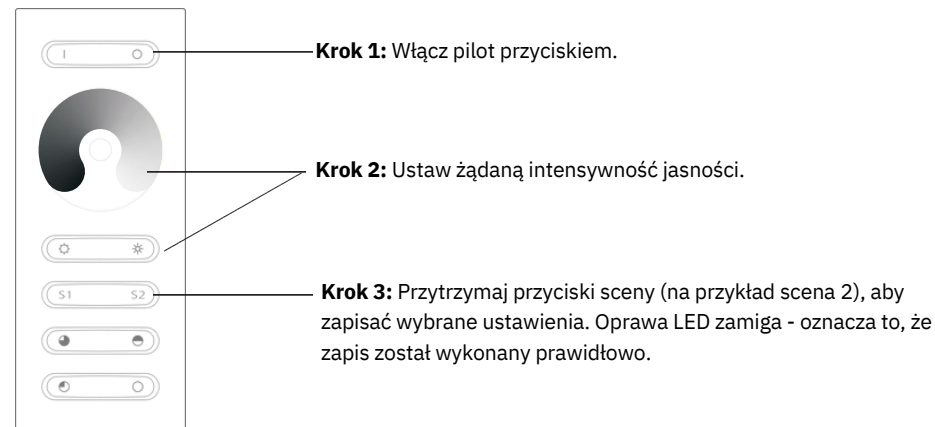 I
Krok 1: Włącz pilot przyciskiem.
Krok 2: Ustaw żądaną intensywność jasności.
S1 S2
Krok 3: Przytrzymaj przyciski sceny (na przykład scena 2), aby
zapisać wybrane ustawienia. Oprawa LED zamiga - oznacza to, że
zapis został wykonany prawidłowo.